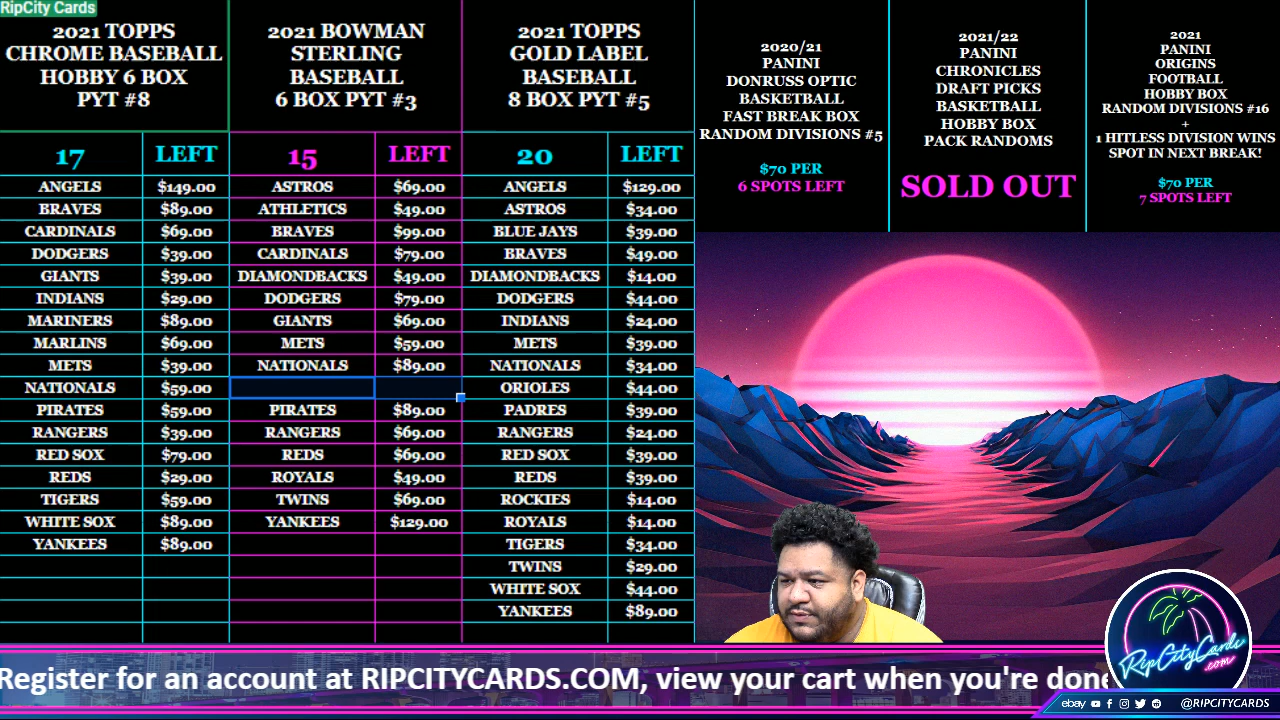 RipCity Cards
2021 TOPPS
CHROME BASEBALL
HOBBY 6 BOX
PYT #8
17 LEFT
ANGELS $149.00
BRAVES $89.00
CARDINALS $69.00
DODGERS $39.00
GIANTS $39.00
INDIANS $29.00
MARINERS $89.00
MARLINS $69.00
METS $39.00
NATIONALS $59.00
PIRATES $59.00
RANGERS $39.00
RED SOX $79.00
REDS $29.00
TIGERS $59.00
WHITE SOX $89.00
YANKEES $89.00
2021 BOWMAN
STERLING
BASEBALL
6 BOX PYT #3
15 LEFT
ASTROS $69.00
ATHLETICS $49.00
BRAVES $99.00
CARDINALS $79.00
DIAMONDBACKS $49.00
DODGERS $79.00
GIANTS $69.00
METS $59.00
NATIONALS $89.00
PIRATES $89.00
RANGERS $69.00
REDS $69.00
ROYALS $49.00
TWINS $69.00
YANKEES $129.00
2021 TOPPS
GOLD LABEL
BASEBALL
8 BOX PYT #5
20 LEFT
ANGELS $129.00
ASTROS $34.00
BLUE JAYS $39.00
BRAVES $49.00
DIAMONDBACKS $14.00
DODGERS $44.00
INDIANS $24.00
METS $39.00
NATIONALS $34.00
ORIOLES $44.00
PADRES $39.00
RANGERS $24.00
RED SOX $39.00
REDS $39.00
ROCKIES $14.00
ROYALS $14.00
TIGERS $34.00
TWINS $29.00
WHITE SOX $44.00
YANKEES $89.00
2020/21
PANINI
DONRUSS OPTIC
BASKETBALL
FAST BREAK BOX
RANDOM DIVISIONS #5
$70 PER
6 SPOTS LEFT
2021/22
PANINI
CHRONICLES
DRAFT PICKS
BASKETBALL
HOBBY BOX
PACK RANDOMS
SOLD OUT
2021
PANINI
ORIGINS
FOOTBALL
HOBBY BOX
RANDOM DIVISIONS #16
+
1 HITLESS DIVISION WINS
SPOT IN NEXT BREAK!
$70 PER
7 SPOTS LEFT
Register for an account at RIPCITYCARDS.COM, view your cart when you're done
RipCityCards
.com
ebay @RIPCITYCARDS